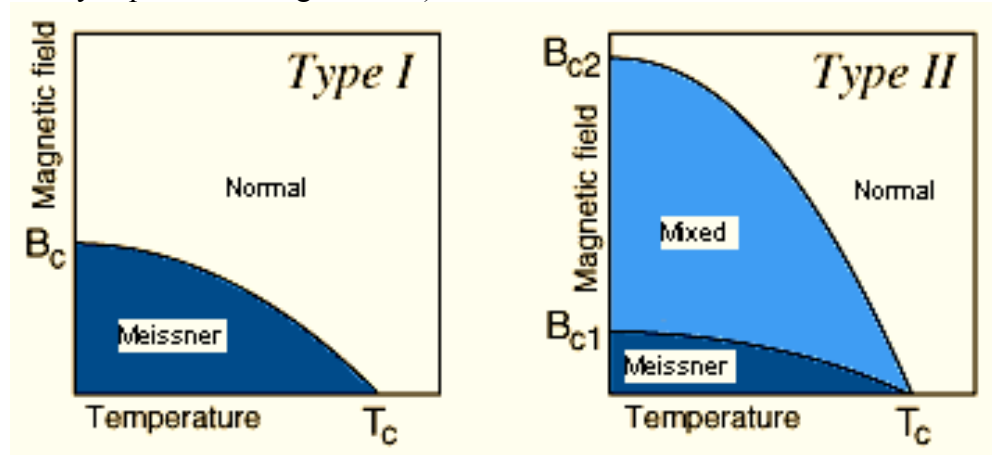 Type I
Magnetic field
Normal
Bc
Meissner
Temperature
Tc
Type II
Bc2
Magnetic field
Normal
Mixed
Bc1
Meissner
Temperature
Tc